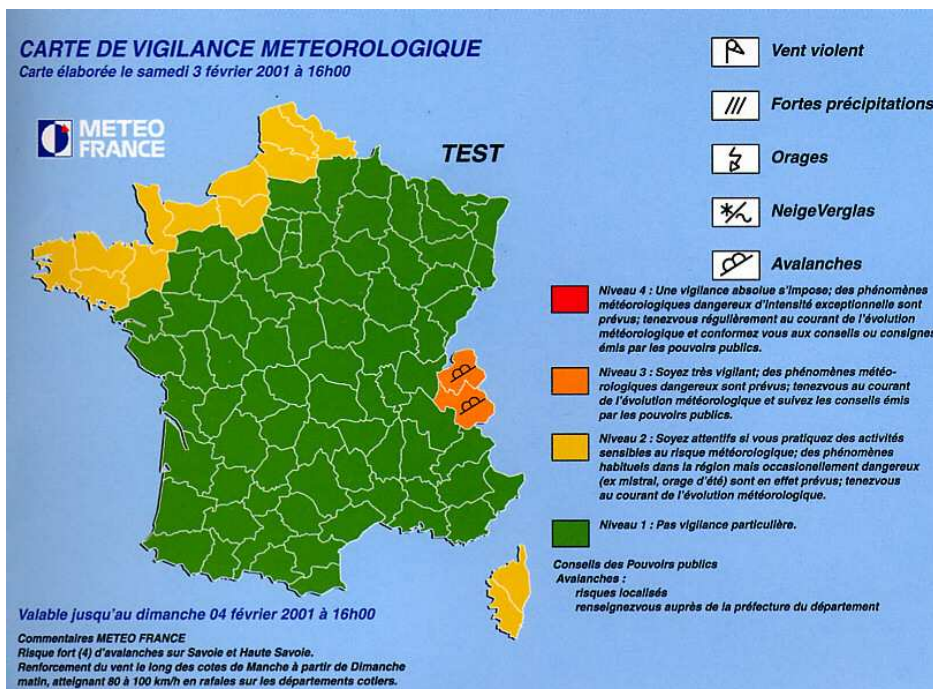 CARTE DE VIGILANCE METEOROLOGIQUE
Carte élaborée le samedi 3 février 2001 à 16h00
METEO
FRANCE
TEST
Vent violent
Fortes précipitations
Orages
NeigeVerglas
Avalanches
Niveau 4 : Une vigilance absolue s'impose; des phénomènes
météorologiques dangereux d'intensité exceptionnelle sont
prévus; tenezvous régulièrement au courant de l'évolution
météorologique et conformez vous aux conseils ou consignes
émis par les pouvoirs publics.
Niveau 3 : Soyez très vigilant; des phénomènes météo-
rologiques dangereux sont prévus; tenezvous au courant
de l'évolution météorologique et suivez les conseils émis
par les pouvoirs publics.
Niveau 2 : Soyez attentifs si vous pratiquez des activités
sensibles au risque météorologique; des phénomènes
habituels dans la région mais occasionellement dangereux
(ex mistral, orage d'été) sont en effet prévus; tenezvous
au courant de l'évolution météorologique.
Niveau 1 : Pas vigilance particulière.
Conseils des Pouvoirs publics
Avalanches :
risques localisés
renseignezvous auprès de la préfecture du département
Valable jusqu'au dimanche 04 février 2001 à 16h00
Commentaires METEO FRANCE
Risque fort (4) d'avalanches sur Savoie et Haute Savoie.
Renforcement du vent le long des cotes de Manche à partir de Dimanche
matin, atteignant 80 à 100 km/h en rafales sur les départements cotiers.